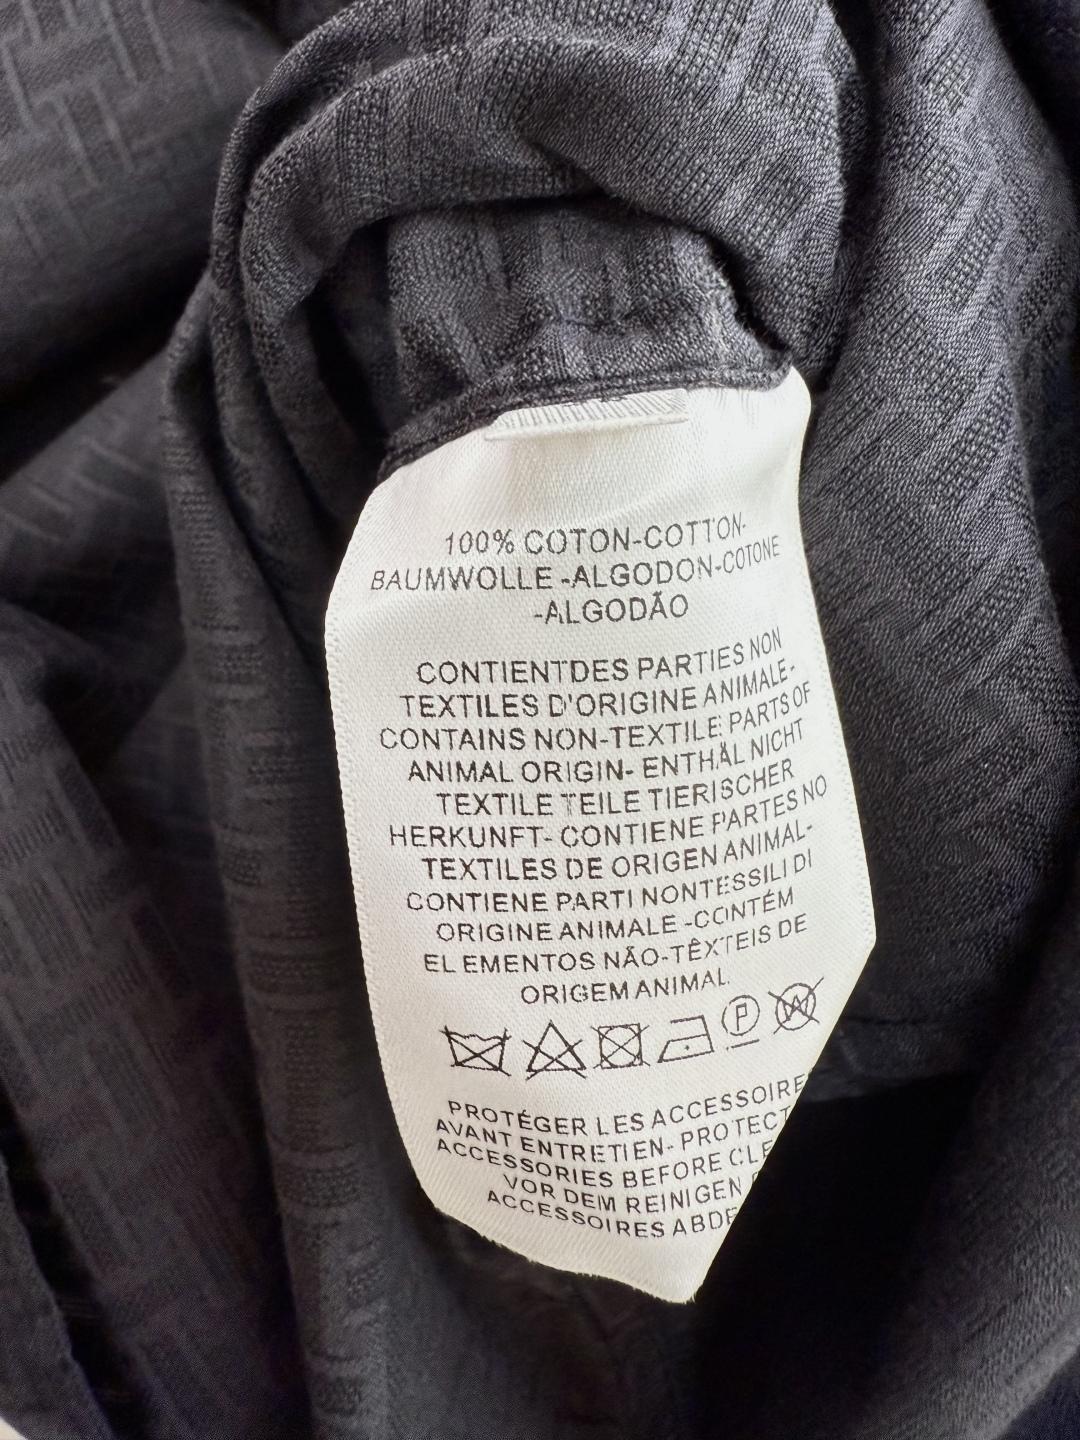 100% COTON-COTTON-
BAUMWOLLE -ALGODON-COTONE
-ALGODÃO
CONTIENTDES PARTIES NON
TEXTILES D'ORIGINE ANIMALE-
CONTAINS NON-TEXTILE PARTS OF
ANIMAL ORIGIN- ENTHÄL NICHT
TEXTILE TEILE TIERISCHER
HERKUNFT- CONTIENE PARTES NO
TEXTILES DE ORIGEN ANIMAL-
CONTIENE PARTI NONTESSILI DI
ORIGINE ANIMALE -CONTÉM
ELEMENTOS NÃO-TÊXTEIS DE
ORIGEM ANIMAL.
P W
PROTÉGER LES ACCESSOIRES
AVANT ENTRETIEN- PROTECT
ACCESSORIES BEFORE CLE
VOR DEM REINIGEN
ACCESSOIRES ABDE